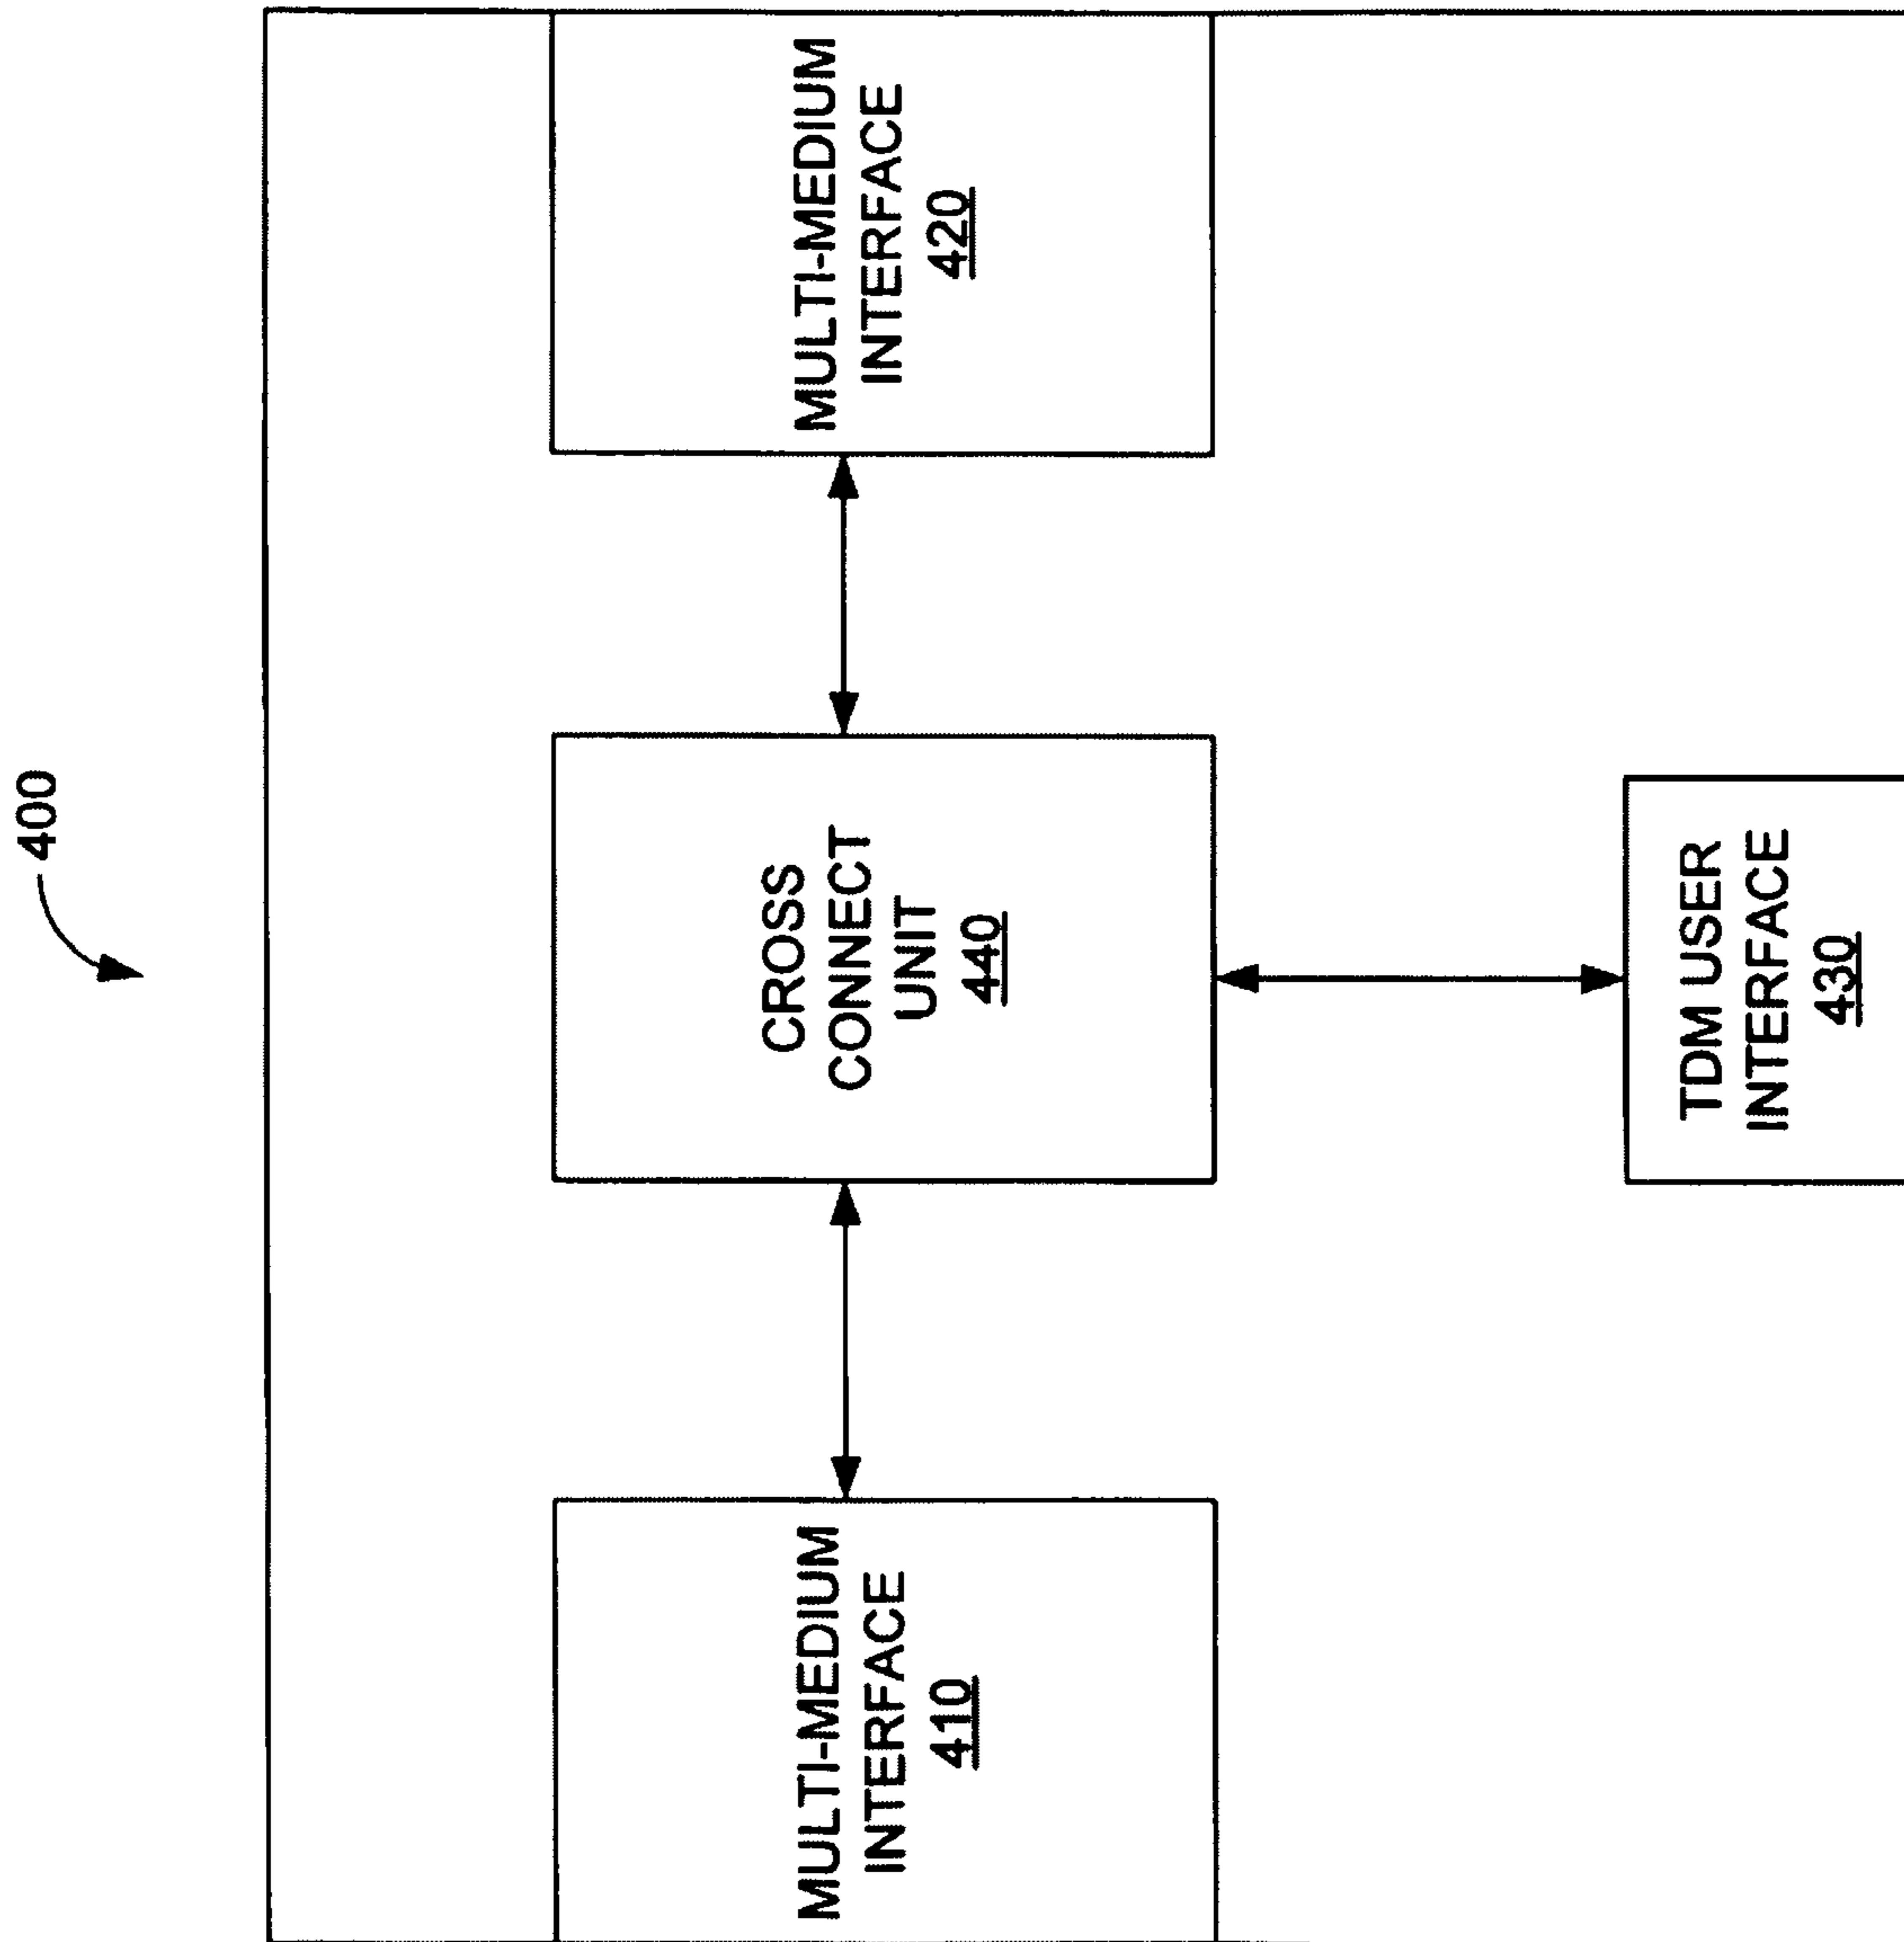 400
MULTI-MEDIUM
INTERFACE
410
CROSS
CONNECT
UNIT
440
MULTI-MEDIUM
INTERFACE
420
TDM USER
INTERFACE
430